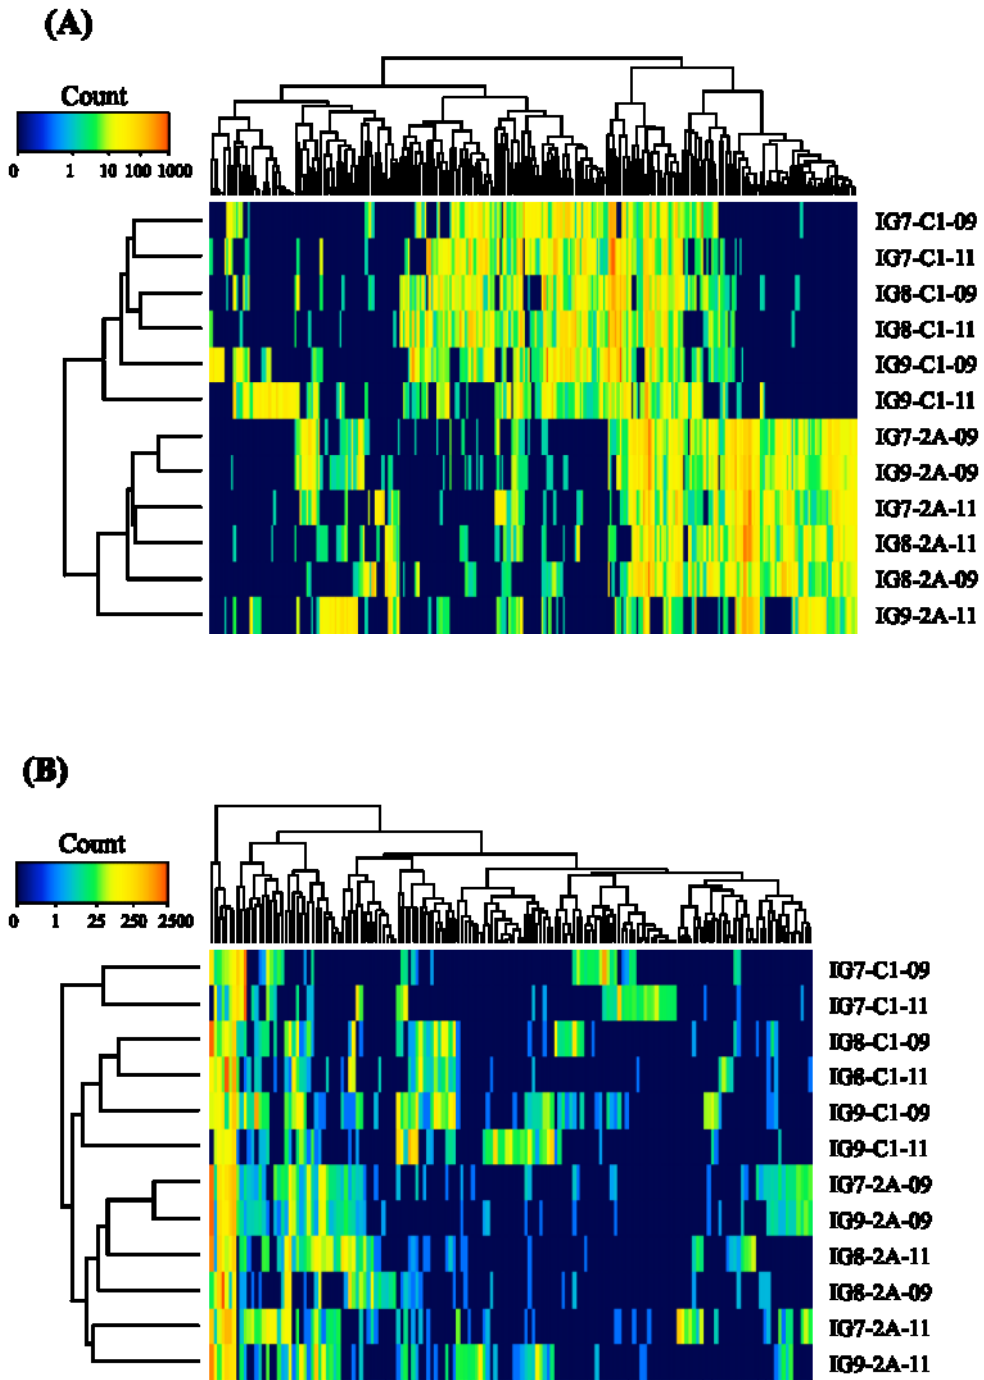 (A)
Count
0 1 10 100 1000
IG7-C1-09
IG7-C1-11
IG8-C1-09
IG8-C1-11
IG9-C1-09
IG9-C1-11
IG7-2A-09
IG9-2A-09
IG7-2A-11
IG8-2A-11
IG8-2A-09
IG9-2A-11
(B)
Count
0 1 25 250 2500
IG7-C1-09
IG7-C1-11
IG8-C1-09
IG8-C1-11
IG9-C1-09
IG9-C1-11
IG7-2A-09
IG9-2A-09
IG8-2A-11
IG8-2A-09
IG7-2A-11
IG9-2A-11